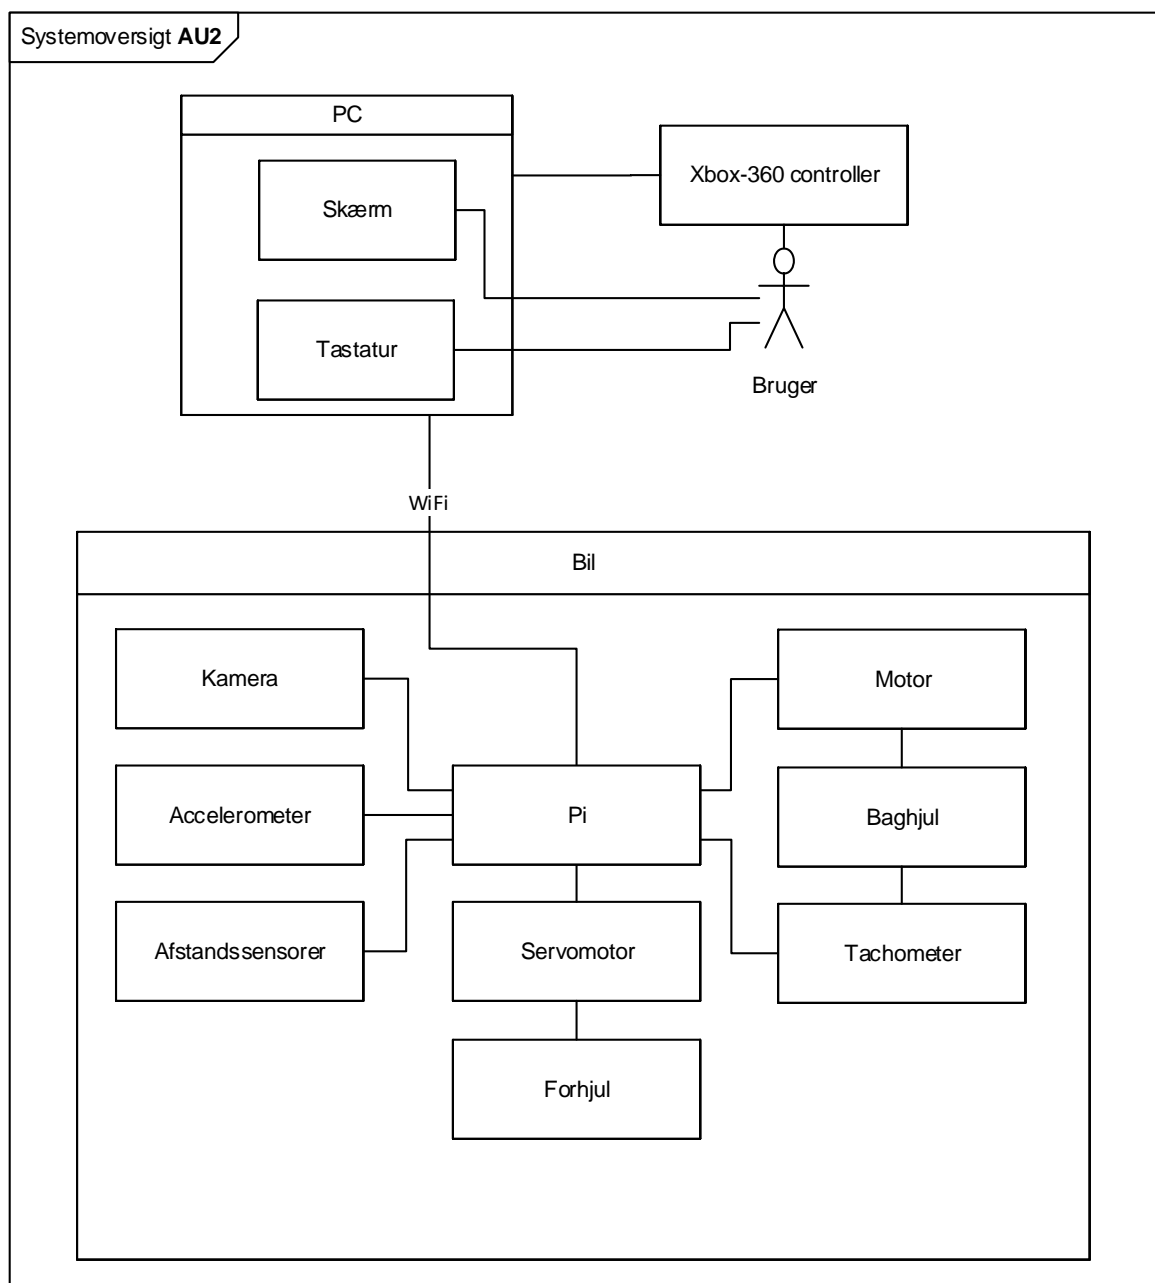 Systemoversigt AU2
PC
Skærm
Xbox-360 controller
Tastatur
Bruger
WiFi
Bil
Kamera
Motor
Accelerometer
Pi
Baghjul
Afstandssensorer
Servomotor
Tachometer
Forhjul